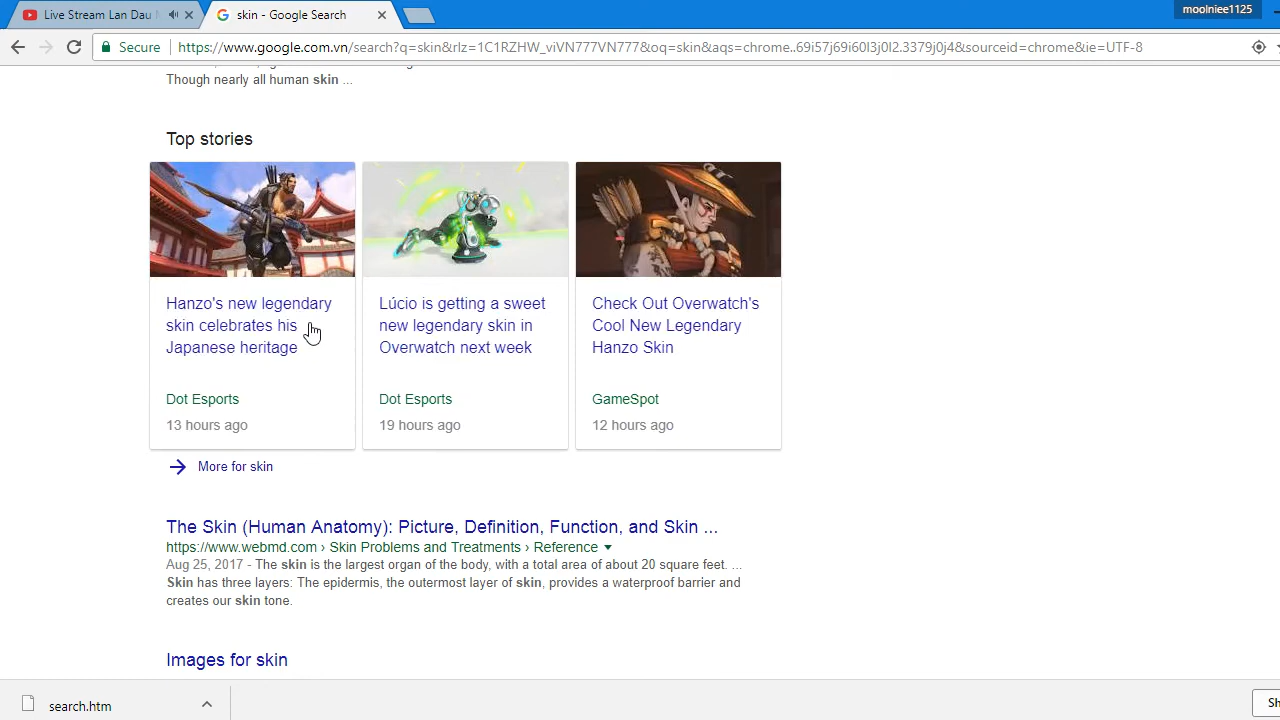 Live Stream Lan Dau
skin - Google Search
moolniee1125
Secure
https://www.google.com.vn/search?q=skin&rlz=1C1RZHW_viVN777VN777&oq=skin&aqs=chrome..69i57j69i60l3j0l2.3379j0j4&sourceid=chrome&ie=UTF-8
Though nearly all human skin ...
Top stories
Hanzo's new legendary
skin celebrates his
Japanese heritage
Dot Esports
13 hours ago
Lúcio is getting a sweet
new legendary skin in
Overwatch next week
Dot Esports
19 hours ago
Check Out Overwatch's
Cool New Legendary
Hanzo Skin
GameSpot
12 hours ago
More for skin
The Skin (Human Anatomy): Picture, Definition, Function, and Skin ...
https://www.webmd.com › Skin Problems and Treatments › Reference
Aug 25, 2017 - The skin is the largest organ of the body, with a total area of about 20 square feet. ...
Skin has three layers: The epidermis, the outermost layer of skin, provides a waterproof barrier and
creates our skin tone.
Images for skin
search.htm